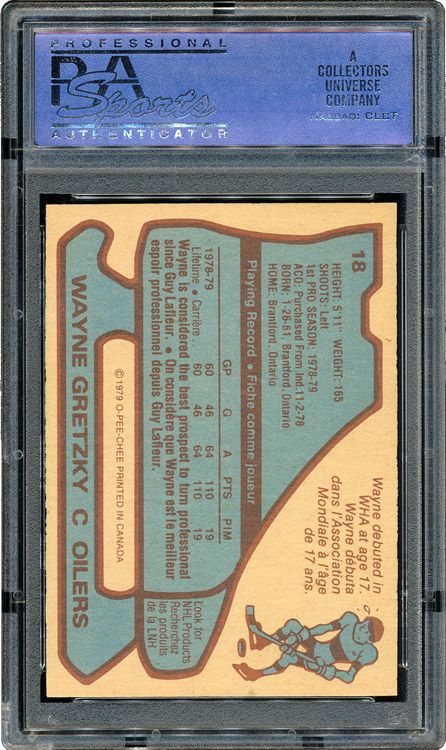 PROFESSIONAL
PSA
Sports
AUTHENTICATOR
A
COLLECTORS
UNIVERSE
COMPANY
NASDAQ: CLCT
18
HEIGHT: 5'11" WEIGHT: 165
SHOOTS: Left
1st PRO SEASON: 1978-79
ACQ: Purchased From Ind. 11-2-78
BORN: 1-26-61, Brantford, Ontario
HOME: Brantford, Ontario
Wayne debuted in
WHA at age 17.
Wayne débuta
dans l'Association
Mondiale à l'âge
de 17 ans.
Playing Record • Fiche comme joueur
GP G A PTS PIM
1978-79 60 46 64 110 19
Lifetime • Carrière 60 46 64 110 19
Wayne is considered the best prospect to turn professional
since Guy Lafleur. • On considère que Wayne est le meilleur
espoir professionnel depuis Guy Lafleur.
Look for
NHL Products
Recherchez
les produits
de la LNH
© 1979 O-PEE-CHEE PRINTED IN CANADA
WAYNE GRETZKY C OILERS